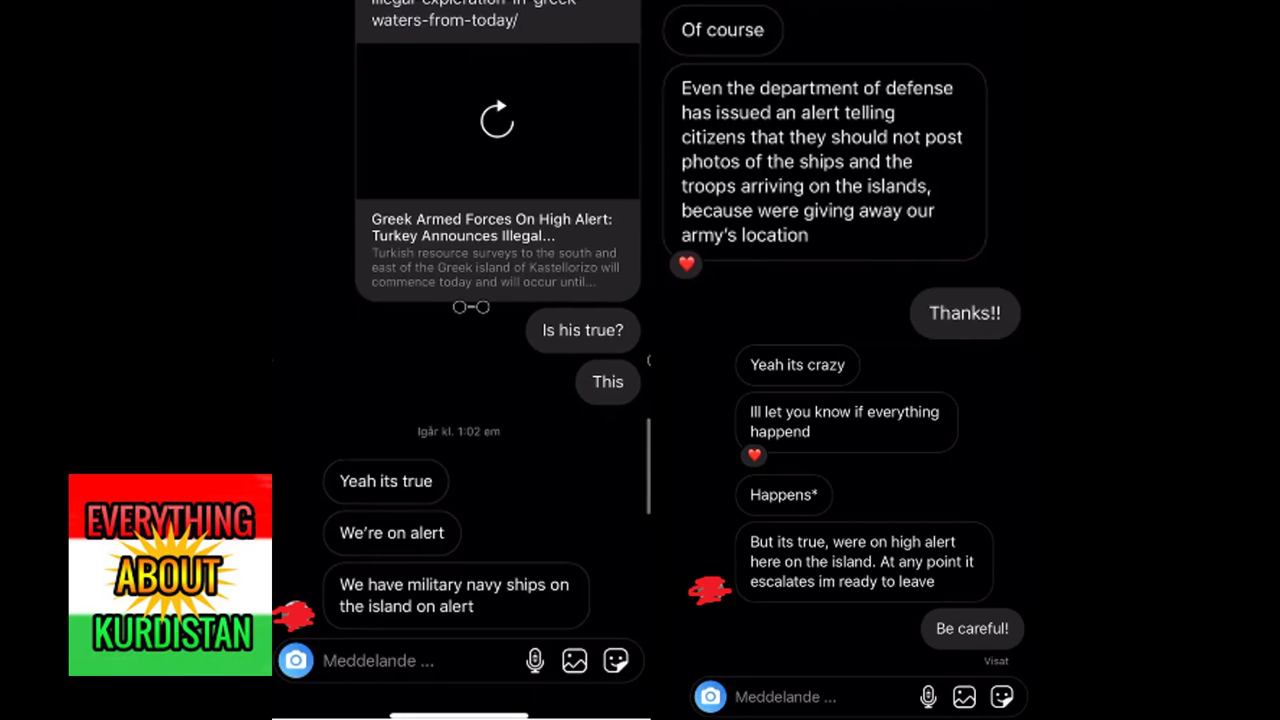 waters-from-today/
Greek Armed Forces On High Alert:
Turkey Announces Illegal...
Turkish resource surveys to the south and
east of the Greek island of Kastellorizo will
commence today and will occur until...
Is his true?
This
Igår kl. 1:02 em
Yeah its true
We're on alert
We have military navy ships on
the island on alert
Meddelande ...
EVERYTHING
ABOUT
KURDISTAN
Of course
Even the department of defense
has issued an alert telling
citizens that they should not post
photos of the ships and the
troops arriving on the islands,
because were giving away our
army's location
Thanks!!
Yeah its crazy
Ill let you know if everything
happend
Happens*
But its true, were on high alert
here on the island. At any point it
escalates im ready to leave
Be careful!
Visat
Meddelande ...